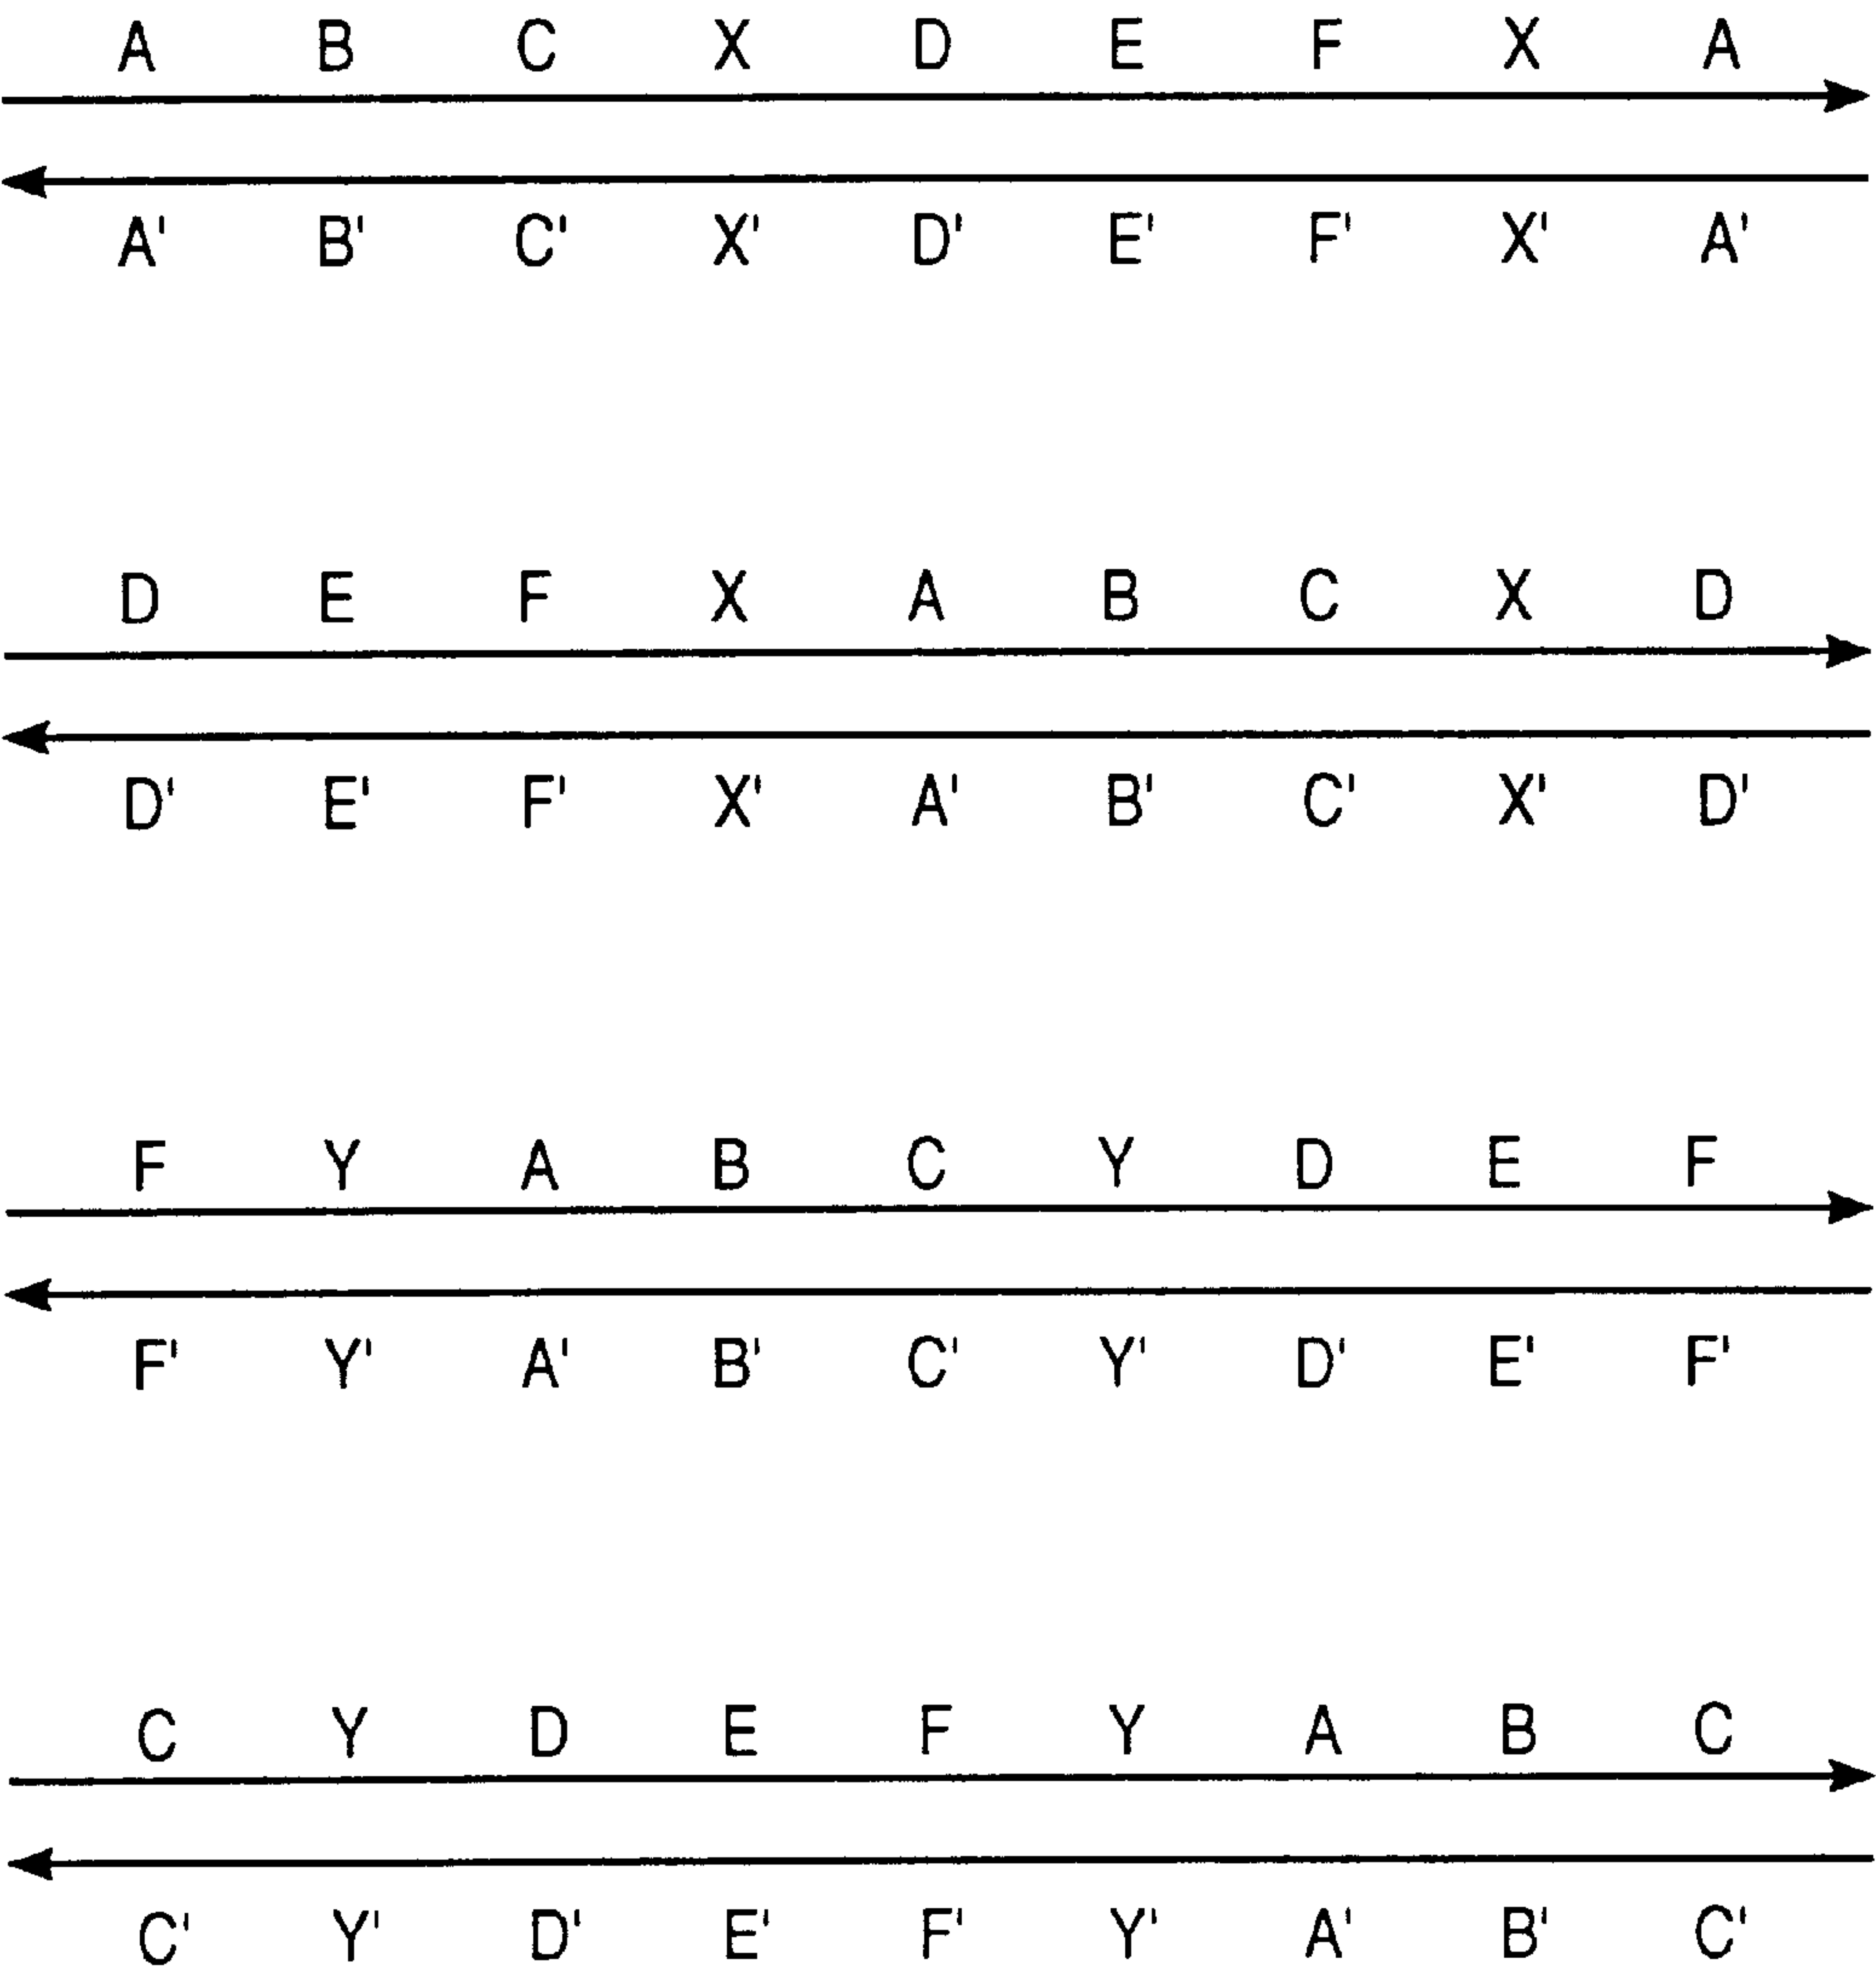 A B C X D E F X A
A' B' C' X' D' E' F' X' A'
D E F X A B C X D
D' E' F' X' A' B' C' X' D'
F Y A B C Y D E F
F' Y' A' B' C' Y' D' E' F'
C Y D E F Y A B C
C' Y' D' E' F' Y' A' B' C'